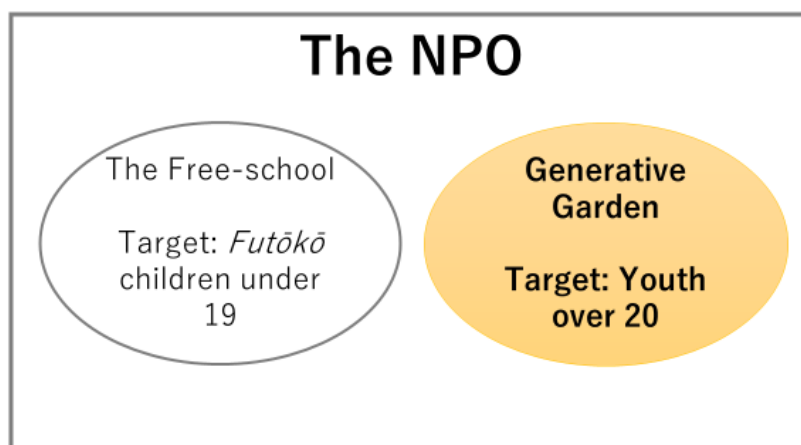 The NPO
The Free-school
Target: Futōkō
children under
19
Generative
Garden
Target: Youth
over 20